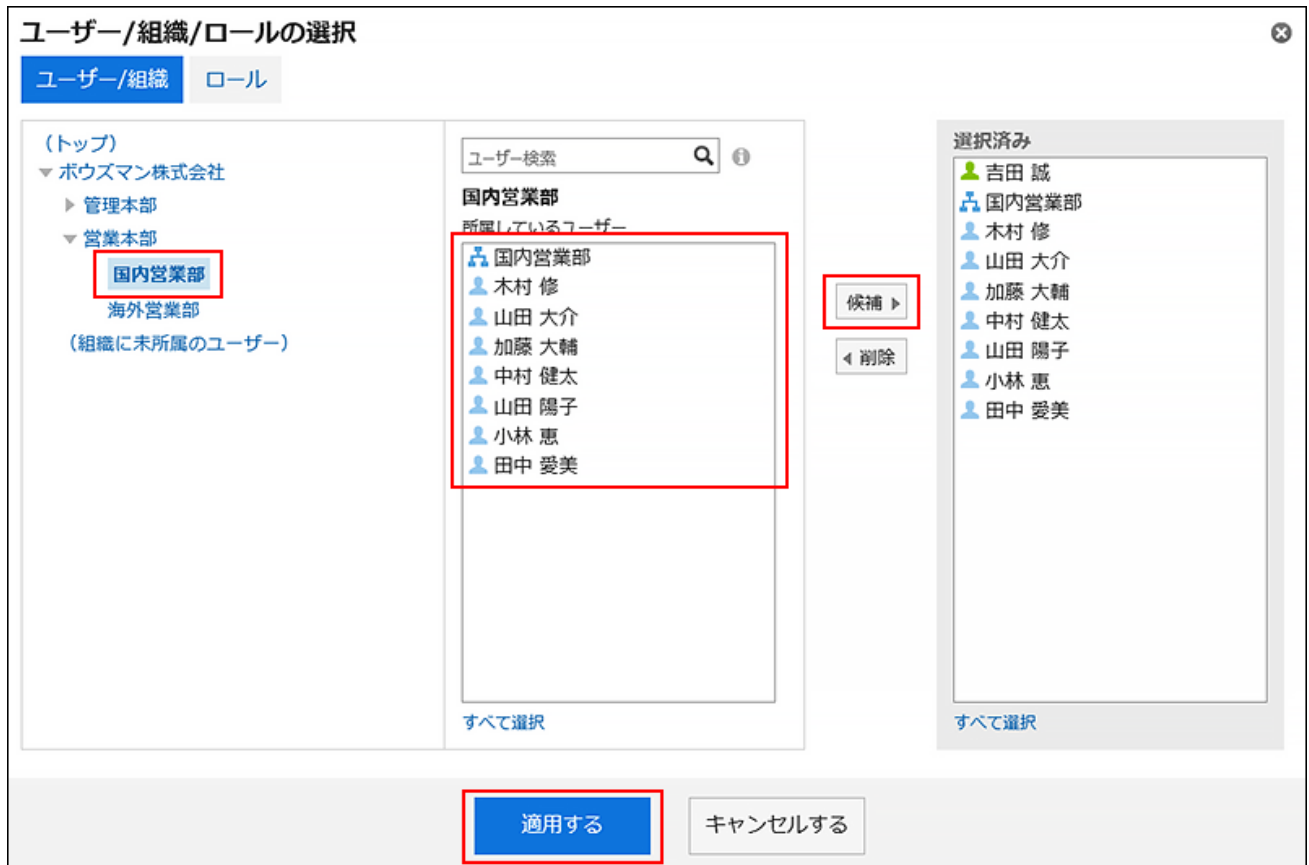 ユーザー/組織/ロールの選択
ユーザー/組織
ロール
(トップ)
ボウズマン株式会社
管理本部
営業本部
国内営業部
海外営業部
(組織に未所属のユーザー)
ユーザー検索
国内営業部
所属しているユーザー
国内営業部
木村 修
山田 大介
加藤 大輔
中村 健太
山田 陽子
小林 恵
田中 愛美
すべて選択
候補
削除
選択済み
吉田 誠
国内営業部
木村 修
山田 大介
加藤 大輔
中村 健太
山田 陽子
小林 恵
田中 愛美
すべて選択
適用する
キャンセルする